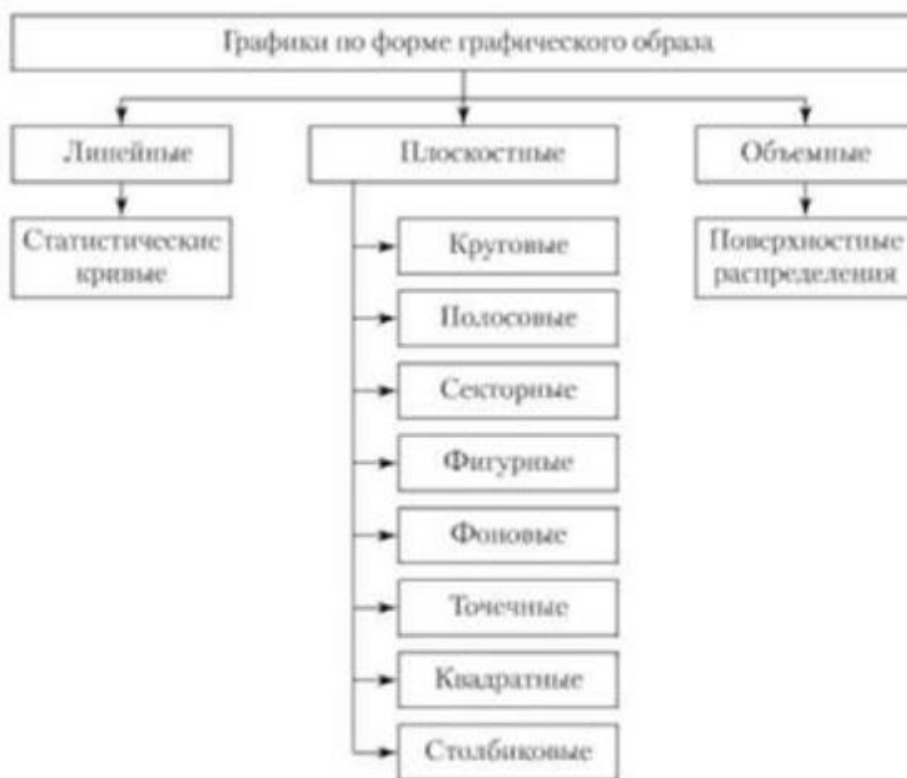 Графики по форме графического образа
Линейные
Плоскостные
Объемные
Статистические
кривые
Поверхностные
распределения
Круговые
Полосовые
Секторные
Фигурные
Фоновые
Точечные
Квадратные
Столбиковые